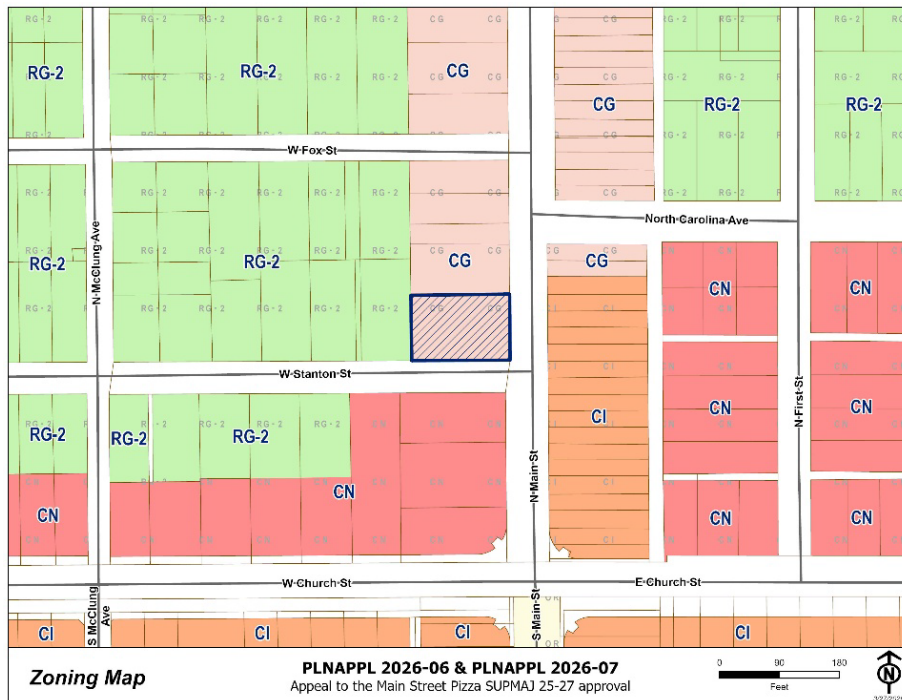 RG-2
RG-2
CG
CG
RG-2
RG-2
W Fox St
North Carolina Ave
N McClung Ave
RG-2
RG-2
CG
CG
CN
CN
W Stanton St
CI
CN
CN
N First St
RG-2
RG-2
RG-2
N Main St
CN
CN
CN
CN
W Church St
E Church St
S McClung Ave
S Main St
CI
CI
CI
CI
Zoning Map
PLNAPPL 2026-06 & PLNAPPL 2026-07
Appeal to the Main Street Pizza SUPMAJ 25-27 approval
0 90 180
Feet
N